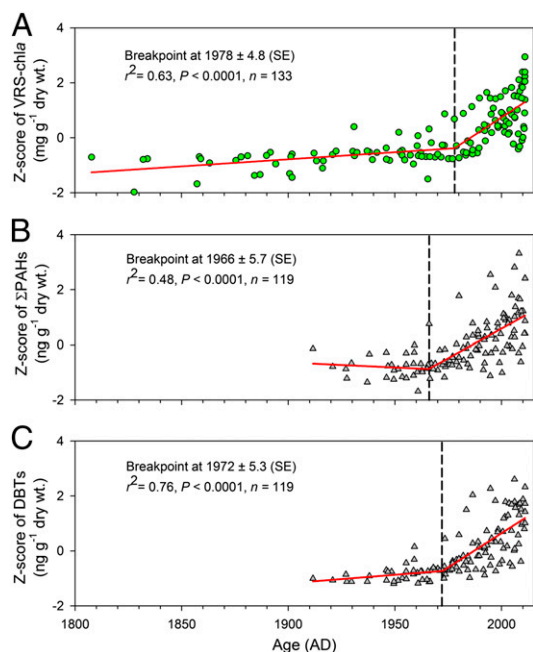 A
Z-score of VRS-chla
(mg g-1 dry wt.)
4
2
0
-2
Breakpoint at 1978 ± 4.8 (SE)
r2= 0.63, P < 0.0001, n = 133
B
Z-score of ΣPAHs
(ng g-1 dry wt.)
4
2
0
-2
Breakpoint at 1966 ± 5.7 (SE)
r2= 0.48, P < 0.0001, n = 119
C
Z-score of DBTs
(ng g-1 dry wt.)
4
2
0
-2
Breakpoint at 1972 ± 5.3 (SE)
r2= 0.76, P < 0.0001, n = 119
1800 1850 1900 1950 2000
Age (AD)